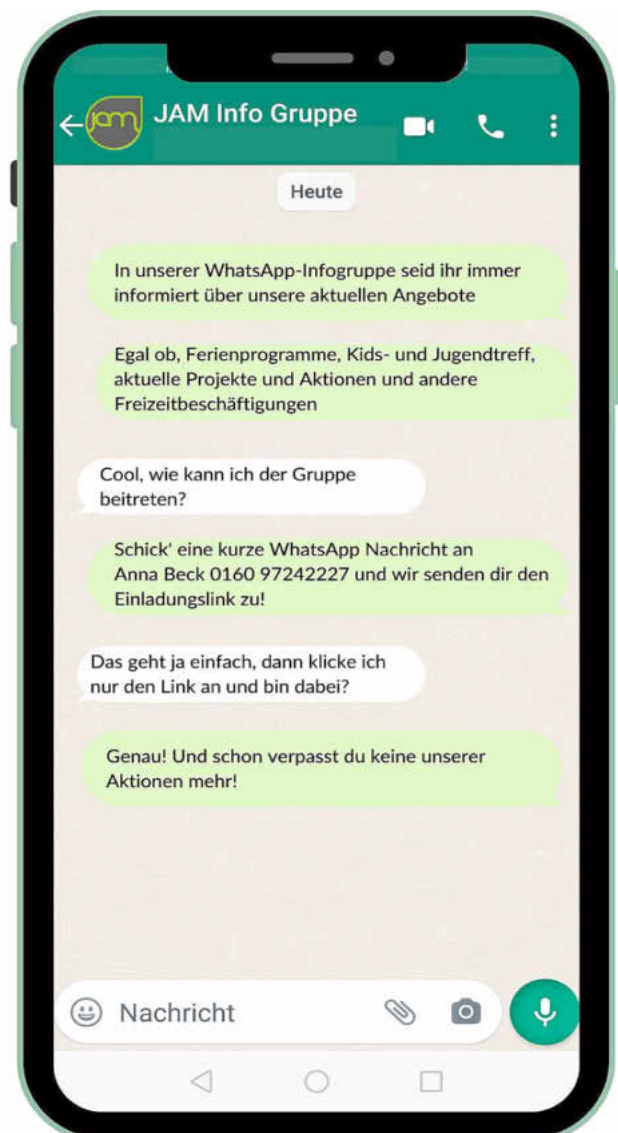 jam
JAM Info Gruppe
Heute
In unserer WhatsApp-Infogruppe seid ihr immer
informiert über unsere aktuellen Angebote
Egal ob, Ferienprogramme, Kids- und Jugendtreff,
aktuelle Projekte und Aktionen und andere
Freizeitbeschäftigungen
Cool, wie kann ich der Gruppe
beitreten?
Schick' eine kurze WhatsApp Nachricht an
Anna Beck 0160 97242227 und wir senden dir den
Einladungslink zu!
Das geht ja einfach, dann klicke ich
nur den Link an und bin dabei?
Genau! Und schon verpasst du keine unserer
Aktionen mehr!
Nachricht